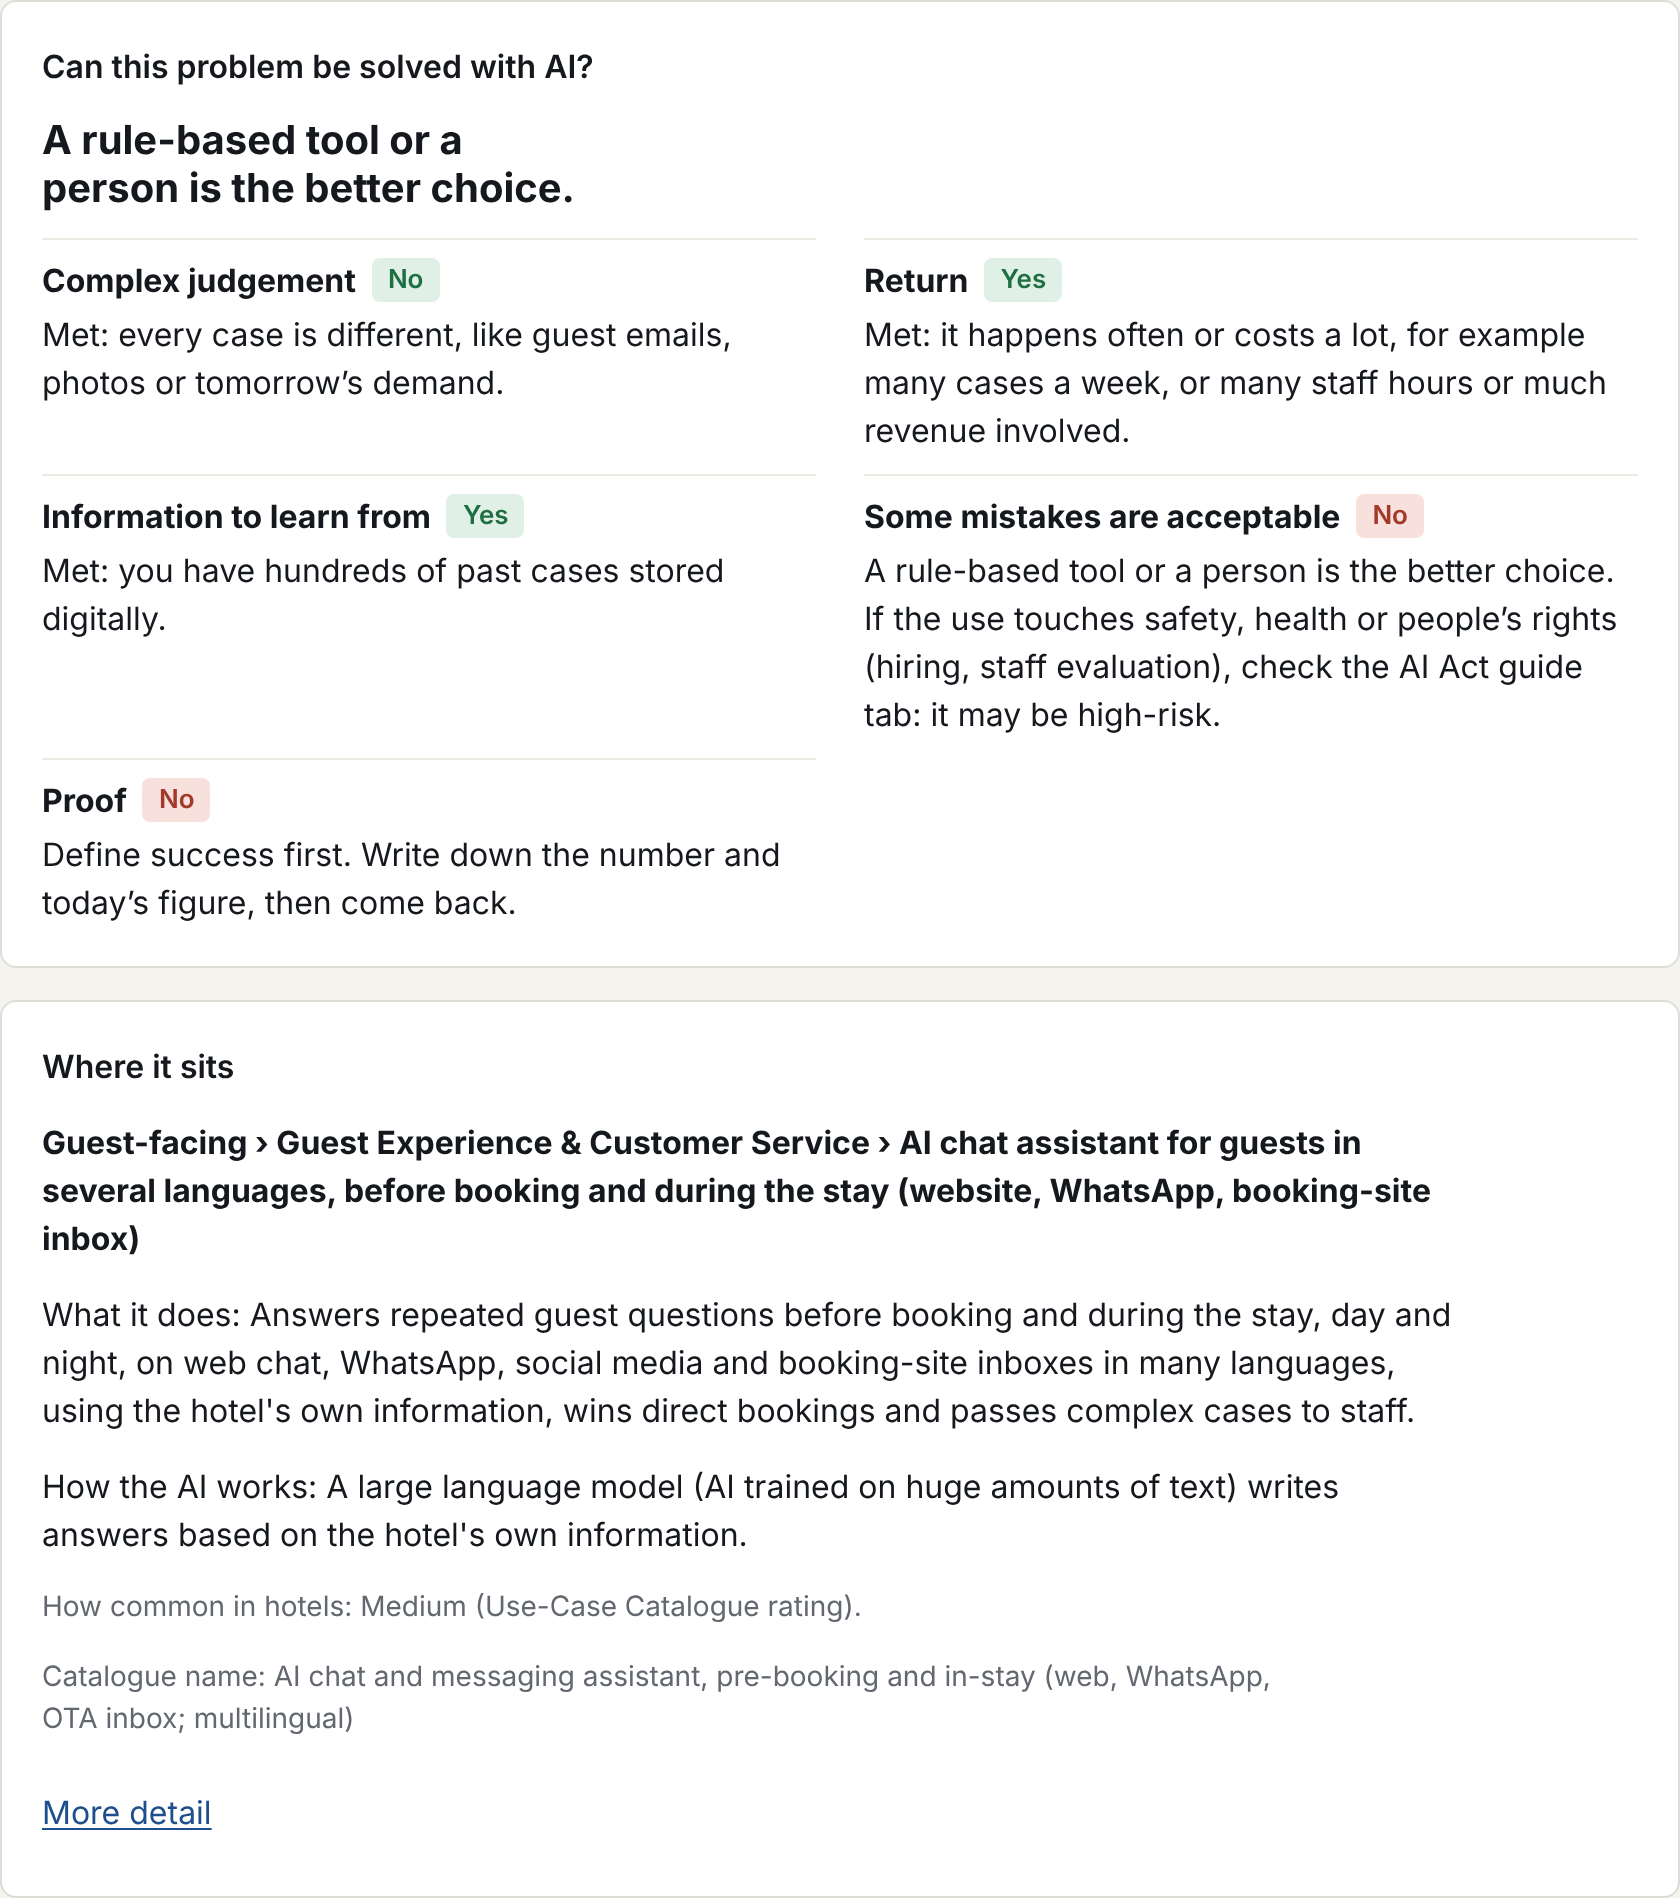 Can this problem be solved with AI?
A rule-based tool or a
person is the better choice.
Complex judgement No
Met: every case is different, like guest emails,
photos or tomorrow’s demand.
Return Yes
Met: it happens often or costs a lot, for example
many cases a week, or many staff hours or much
revenue involved.
Information to learn from Yes
Met: you have hundreds of past cases stored
digitally.
Some mistakes are acceptable No
A rule-based tool or a person is the better choice.
If the use touches safety, health or people’s rights
(hiring, staff evaluation), check the AI Act guide
tab: it may be high-risk.
Proof No
Define success first. Write down the number and
today’s figure, then come back.
Where it sits
Guest-facing › Guest Experience & Customer Service › AI chat assistant for guests in
several languages, before booking and during the stay (website, WhatsApp, booking-site
inbox)
What it does: Answers repeated guest questions before booking and during the stay, day and
night, on web chat, WhatsApp, social media and booking-site inboxes in many languages,
using the hotel's own information, wins direct bookings and passes complex cases to staff.
How the AI works: A large language model (AI trained on huge amounts of text) writes
answers based on the hotel's own information.
How common in hotels: Medium (Use-Case Catalogue rating).
Catalogue name: AI chat and messaging assistant, pre-booking and in-stay (web, WhatsApp,
OTA inbox; multilingual)
More detail